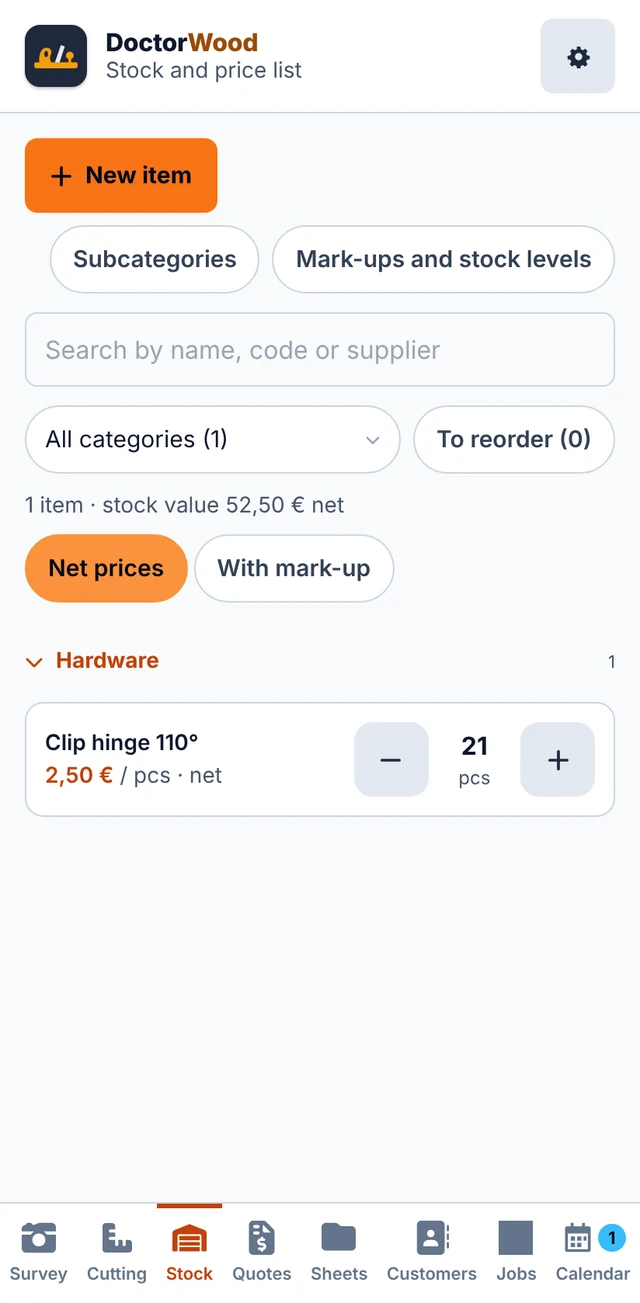 DoctorWood
Stock and price list
+ New item
Subcategories
Mark-ups and stock levels
Search by name, code or supplier
All categories (1)
To reorder (0)
1 item · stock value 52,50 € net
Net prices
With mark-up
Hardware
1
Clip hinge 110°
2,50 € / pcs · net
−
21
pcs
+
Survey
Cutting
Stock
Quotes
Sheets
Customers
Jobs
Calendar
1